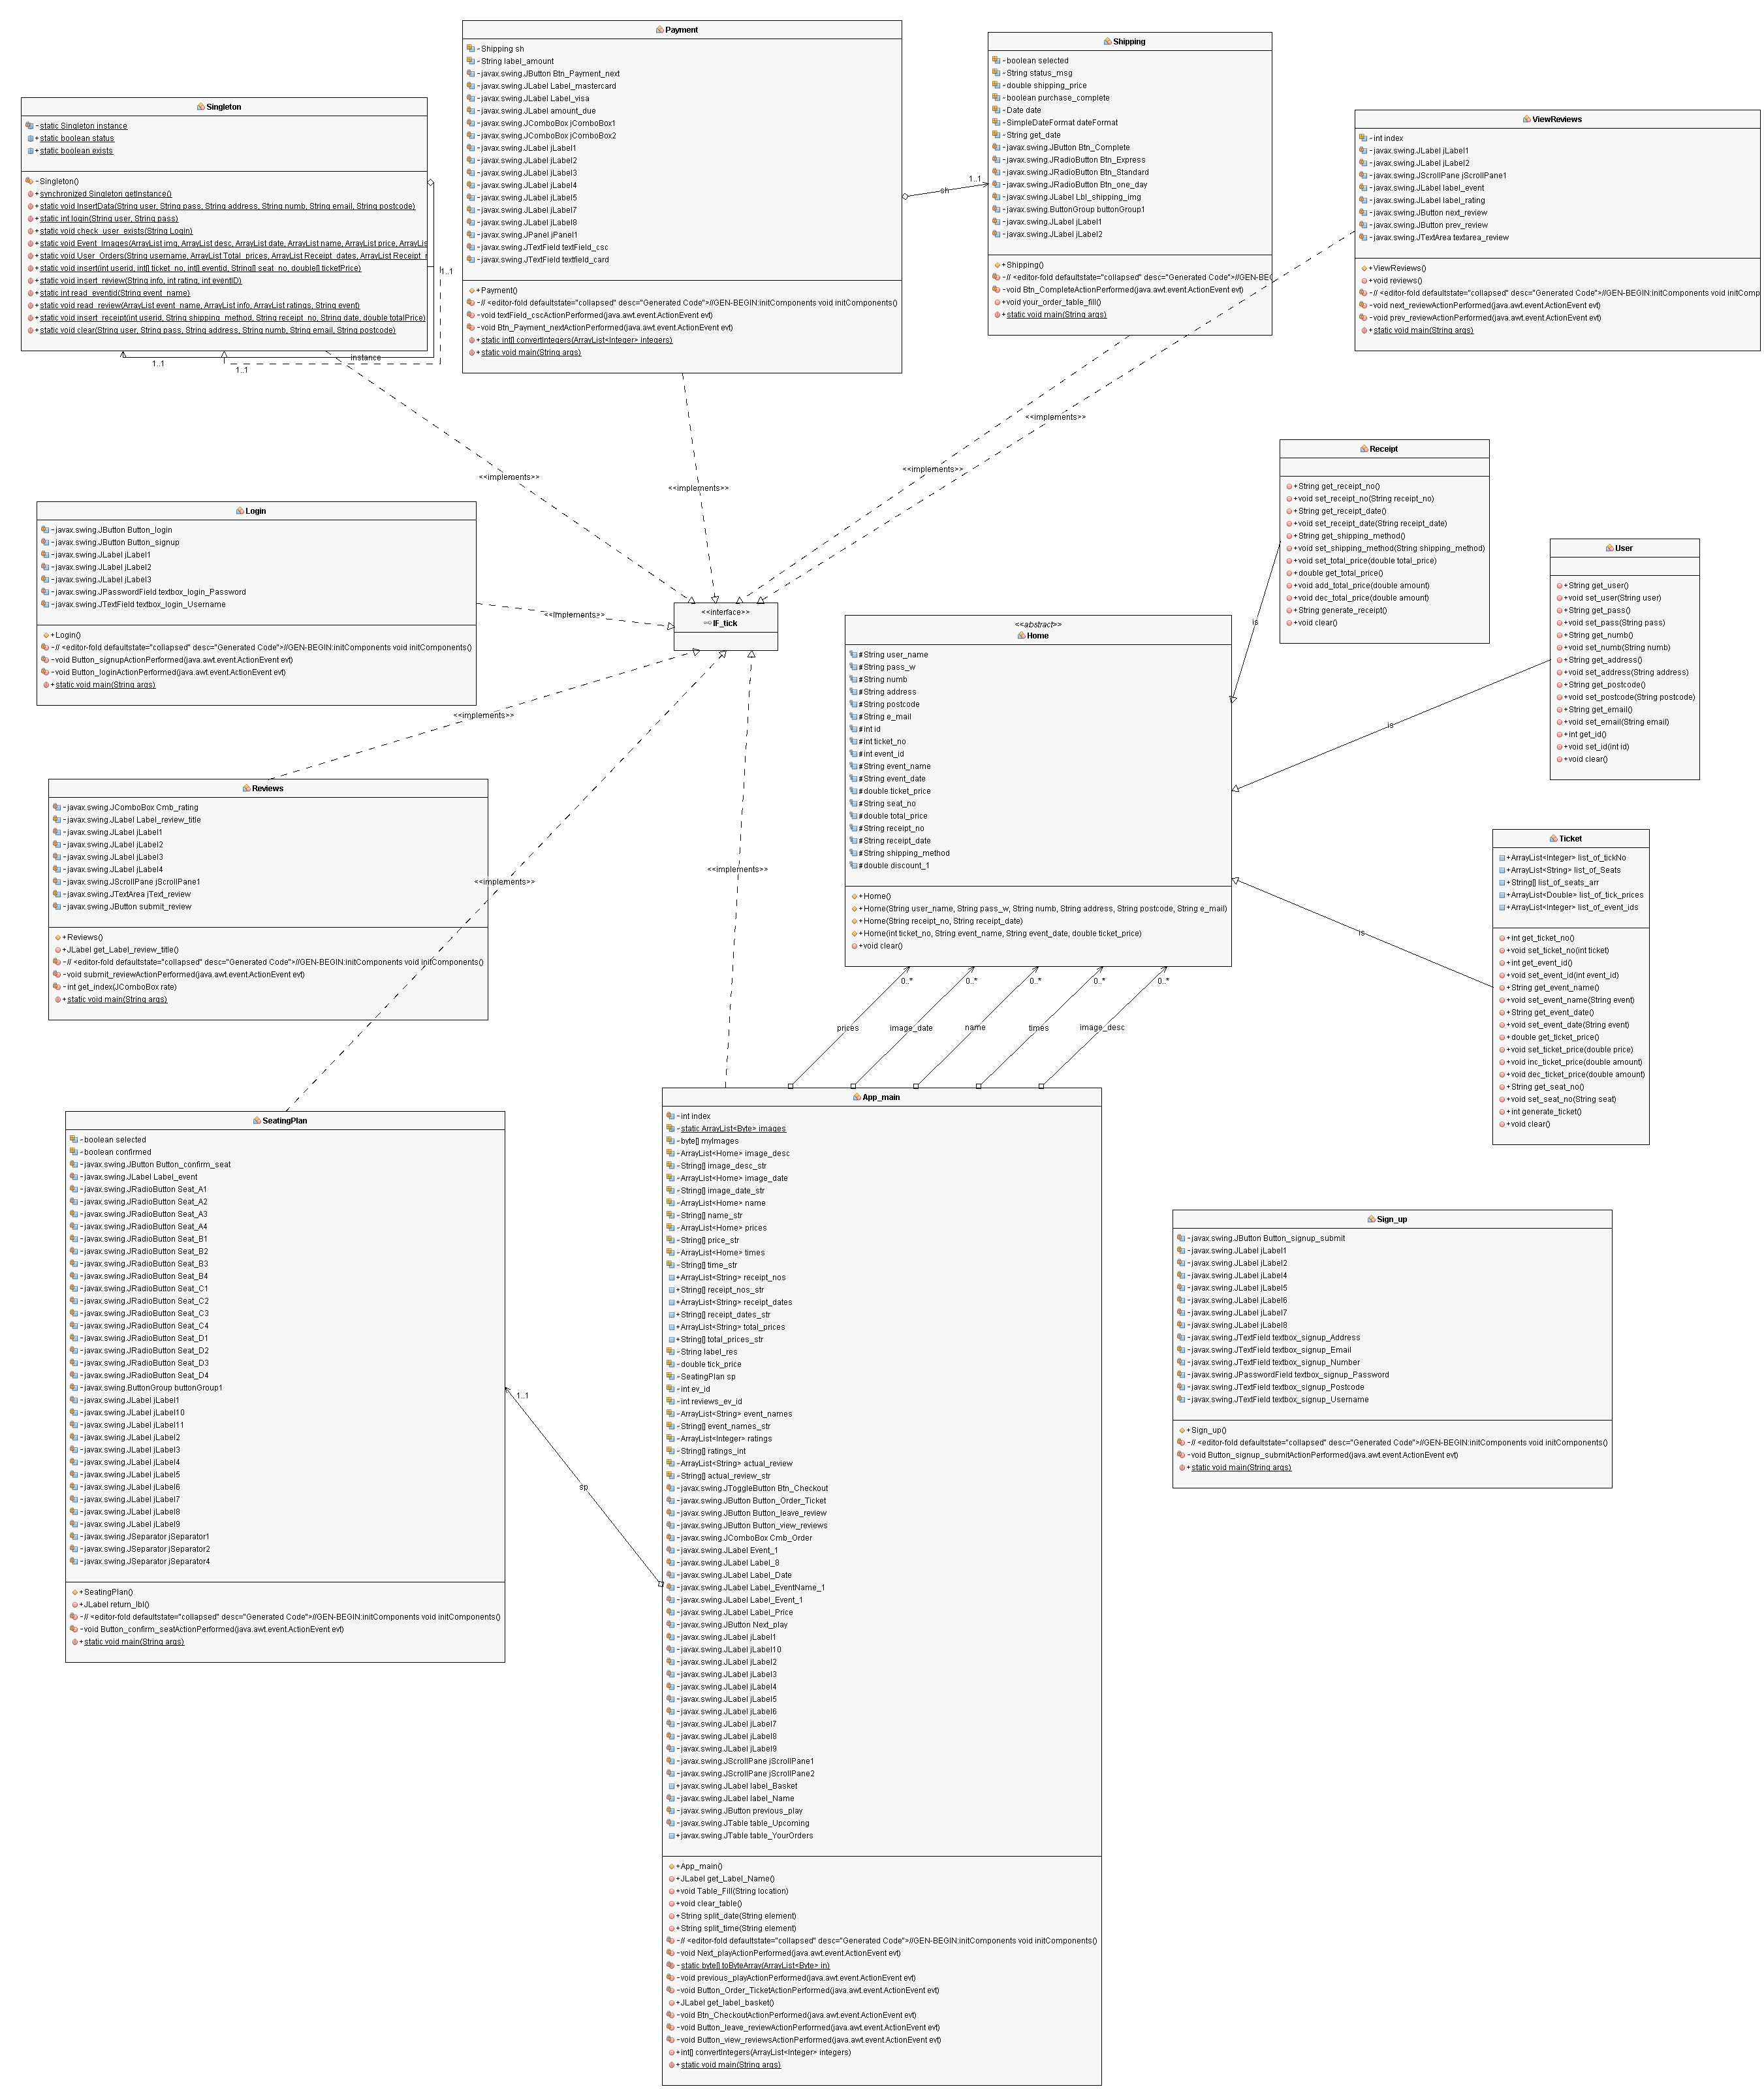 Payment
-Shipping sh
-String label_amount
-javax.swing.JButton Btn_Payment_next
-javax.swing.JLabel Label_mastercard
-javax.swing.JLabel Label_visa
-javax.swing.JLabel amount_due
-javax.swing.JComboBox jComboBox1
-javax.swing.JComboBox jComboBox2
-javax.swing.JLabel jLabel1
-javax.swing.JLabel jLabel2
-javax.swing.JLabel jLabel3
-javax.swing.JLabel jLabel4
-javax.swing.JLabel jLabel5
-javax.swing.JLabel jLabel7
-javax.swing.JLabel jLabel8
-javax.swing.JPanel jPanel1
-javax.swing.JTextField textField_csc
-javax.swing.JTextField textfield_card
+Payment()
-// <editor-fold defaultstate="collapsed" desc="Generated Code">//GEN-BEGIN:initComponents void initComponents()
-void textField_cscActionPerformed(java.awt.event.ActionEvent evt)
-void Btn_Payment_nextActionPerformed(java.awt.event.ActionEvent evt)
+static int[] convertIntegers(ArrayList<Integer> integers)
+static void main(String args)
Shipping
-boolean selected
-String status_msg
-double shipping_price
-boolean purchase_complete
-Date date
-SimpleDateFormat dateFormat
-String get_date
-javax.swing.JButton Btn_Complete
-javax.swing.JRadioButton Btn_Express
-javax.swing.JRadioButton Btn_Standard
-javax.swing.JRadioButton Btn_one_day
-javax.swing.JLabel Lbl_shipping_img
-javax.swing.ButtonGroup buttonGroup1
-javax.swing.JLabel jLabel1
-javax.swing.JLabel jLabel2
+Shipping()
-// <editor-fold defaultstate="collapsed" desc="Generated Code">//GEN-BEG
-void Btn_CompleteActionPerformed(java.awt.event.ActionEvent evt)
+void your_order_table_fill()
+static void main(String args)
sh
1..1
Singleton
-static Singleton instance
+static boolean status
+static boolean exists
-Singleton()
+synchronized Singleton getInstance()
+static void InsertData(String user, String pass, String address, String numb, String email, String postcode)
+static int login(String user, String pass)
+static void check_user_exists(String Login)
+static void Event_Images(ArrayList img, ArrayList desc, ArrayList date, ArrayList name, ArrayList price, ArrayLis
+static void User_Orders(String username, ArrayList Total_prices, ArrayList Receipt_dates, ArrayList Receipt_
+static void insert(int userid, int[] ticket_no, int[] eventid, String[] seat_no, double[] ticketPrice)
+static void insert_review(String info, int rating, int eventID)
+static int read_eventid(String event_name)
+static void read_review(ArrayList event_name, ArrayList info, ArrayList ratings, String event)
+static void insert_receipt(int userid, String shipping_method, String receipt_no, String date, double totalPrice)
+static void clear(String user, String pass, String address, String numb, String email, String postcode)
1..1
instance
1..1
1..1
ViewReviews
-int index
-javax.swing.JLabel jLabel1
-javax.swing.JLabel jLabel2
-javax.swing.JScrollPane jScrollPane1
-javax.swing.JLabel label_event
-javax.swing.JLabel label_rating
-javax.swing.JButton next_review
-javax.swing.JButton prev_review
-javax.swing.JTextArea textarea_review
+ViewReviews()
+void reviews()
-// <editor-fold defaultstate="collapsed" desc="Generated Code">//GEN-BEGIN:initComponents void initComp
-void next_reviewActionPerformed(java.awt.event.ActionEvent evt)
-void prev_reviewActionPerformed(java.awt.event.ActionEvent evt)
+static void main(String args)
<<implements>>
<<implements>>
<<implements>>
<<implements>>
Login
-javax.swing.JButton Button_login
-javax.swing.JButton Button_signup
-javax.swing.JLabel jLabel1
-javax.swing.JLabel jLabel2
-javax.swing.JLabel jLabel3
-javax.swing.JPasswordField textbox_login_Password
-javax.swing.JTextField textbox_login_Username
+Login()
-// <editor-fold defaultstate="collapsed" desc="Generated Code">//GEN-BEGIN:initComponents void initComponents()
-void Button_signupActionPerformed(java.awt.event.ActionEvent evt)
-void Button_loginActionPerformed(java.awt.event.ActionEvent evt)
+static void main(String args)
<<implements>>
<<interface>>
IF_tick
Receipt
+String get_receipt_no()
+void set_receipt_no(String receipt_no)
+String get_receipt_date()
+void set_receipt_date(String receipt_date)
+String get_shipping_method()
+void set_shipping_method(String shipping_method)
+void set_total_price(double total_price)
+double get_total_price()
+void add_total_price(double amount)
+void dec_total_price(double amount)
+String generate_receipt()
+void clear()
is
User
+String get_user()
+void set_user(String user)
+String get_pass()
+void set_pass(String pass)
+String get_numb()
+void set_numb(String numb)
+String get_address()
+void set_address(String address)
+String get_postcode()
+void set_postcode(String postcode)
+String get_email()
+void set_email(String email)
+int get_id()
+void set_id(int id)
+void clear()
is
<<abstract>>
Home
#String user_name
#String pass_w
#String numb
#String address
#String postcode
#String e_mail
#int id
#int ticket_no
#int event_id
#String event_name
#String event_date
#double ticket_price
#String seat_no
#double total_price
#String receipt_no
#String receipt_date
#String shipping_method
#double discount_1
+Home()
+Home(String user_name, String pass_w, String numb, String address, String postcode, String e_mail)
+Home(String receipt_no, String receipt_date)
+Home(int ticket_no, String event_name, String event_date, double ticket_price)
+void clear()
<<implements>>
Reviews
-javax.swing.JComboBox Cmb_rating
-javax.swing.JLabel Label_review_title
-javax.swing.JLabel jLabel1
-javax.swing.JLabel jLabel2
-javax.swing.JLabel jLabel3
-javax.swing.JLabel jLabel4
-javax.swing.JScrollPane jScrollPane1
-javax.swing.JTextArea jText_review
-javax.swing.JButton submit_review
+Reviews()
+JLabel get_Label_review_title()
-// <editor-fold defaultstate="collapsed" desc="Generated Code">//GEN-BEGIN:initComponents void initComponents()
-void submit_reviewActionPerformed(java.awt.event.ActionEvent evt)
-int get_index(JComboBox rate)
+static void main(String args)
<<implements>>
<<implements>>
Ticket
+ArrayList<Integer> list_of_tickNo
+ArrayList<String> list_of_Seats
+String[] list_of_seats_arr
+ArrayList<Double> list_of_tick_prices
+ArrayList<Integer> list_of_event_ids
+int get_ticket_no()
+void set_ticket_no(int ticket)
+int get_event_id()
+void set_event_id(int event_id)
+String get_event_name()
+void set_event_name(String event)
+String get_event_date()
+void set_event_date(String event)
+double get_ticket_price()
+void set_ticket_price(double price)
+void inc_ticket_price(double amount)
+void dec_ticket_price(double amount)
+String get_seat_no()
+void set_seat_no(String seat)
+int generate_ticket()
+void clear()
is
0..*
0..*
0..*
0..*
0..*
prices
image_date
name
times
image_desc
SeatingPlan
-boolean selected
-boolean confirmed
-javax.swing.JButton Button_confirm_seat
-javax.swing.JLabel Label_event
-javax.swing.JRadioButton Seat_A1
-javax.swing.JRadioButton Seat_A2
-javax.swing.JRadioButton Seat_A3
-javax.swing.JRadioButton Seat_A4
-javax.swing.JRadioButton Seat_B1
-javax.swing.JRadioButton Seat_B2
-javax.swing.JRadioButton Seat_B3
-javax.swing.JRadioButton Seat_B4
-javax.swing.JRadioButton Seat_C1
-javax.swing.JRadioButton Seat_C2
-javax.swing.JRadioButton Seat_C3
-javax.swing.JRadioButton Seat_C4
-javax.swing.JRadioButton Seat_D1
-javax.swing.JRadioButton Seat_D2
-javax.swing.JRadioButton Seat_D3
-javax.swing.JRadioButton Seat_D4
-javax.swing.ButtonGroup buttonGroup1
-javax.swing.JLabel jLabel1
-javax.swing.JLabel jLabel10
-javax.swing.JLabel jLabel11
-javax.swing.JLabel jLabel2
-javax.swing.JLabel jLabel3
-javax.swing.JLabel jLabel4
-javax.swing.JLabel jLabel5
-javax.swing.JLabel jLabel6
-javax.swing.JLabel jLabel7
-javax.swing.JLabel jLabel8
-javax.swing.JLabel jLabel9
-javax.swing.JSeparator jSeparator1
-javax.swing.JSeparator jSeparator2
-javax.swing.JSeparator jSeparator4
+SeatingPlan()
+JLabel return_lbl()
-// <editor-fold defaultstate="collapsed" desc="Generated Code">//GEN-BEGIN:initComponents void initComponents()
-void Button_confirm_seatActionPerformed(java.awt.event.ActionEvent evt)
+static void main(String args)
1..1
sp
App_main
-int index
-static ArrayList<Byte> images
-byte[] myImages
-ArrayList<Home> image_desc
-String[] image_desc_str
-ArrayList<Home> image_date
-String[] image_date_str
-ArrayList<Home> name
-String[] name_str
-ArrayList<Home> prices
-String[] price_str
-ArrayList<Home> times
-String[] time_str
+ArrayList<String> receipt_nos
+String[] receipt_nos_str
+ArrayList<String> receipt_dates
+String[] receipt_dates_str
+ArrayList<String> total_prices
+String[] total_prices_str
-String label_res
-double tick_price
-SeatingPlan sp
-int ev_id
-int reviews_ev_id
-ArrayList<String> event_names
-String[] event_names_str
-ArrayList<Integer> ratings
-String[] ratings_int
-ArrayList<String> actual_review
-String[] actual_review_str
-javax.swing.JToggleButton Btn_Checkout
-javax.swing.JButton Button_Order_Ticket
-javax.swing.JButton Button_leave_review
-javax.swing.JButton Button_view_reviews
-javax.swing.JComboBox Cmb_Order
-javax.swing.JLabel Event_1
-javax.swing.JLabel Label_8
-javax.swing.JLabel Label_Date
-javax.swing.JLabel Label_EventName_1
-javax.swing.JLabel Label_Event_1
-javax.swing.JLabel Label_Price
-javax.swing.JButton Next_play
-javax.swing.JLabel jLabel1
-javax.swing.JLabel jLabel10
-javax.swing.JLabel jLabel2
-javax.swing.JLabel jLabel3
-javax.swing.JLabel jLabel4
-javax.swing.JLabel jLabel5
-javax.swing.JLabel jLabel6
-javax.swing.JLabel jLabel7
-javax.swing.JLabel jLabel8
-javax.swing.JLabel jLabel9
-javax.swing.JScrollPane jScrollPane1
-javax.swing.JScrollPane jScrollPane2
+javax.swing.JLabel label_Basket
-javax.swing.JLabel label_Name
-javax.swing.JButton previous_play
-javax.swing.JTable table_Upcoming
+javax.swing.JTable table_YourOrders
+App_main()
+JLabel get_Label_Name()
+void Table_Fill(String location)
+void clear_table()
+String split_date(String element)
+String split_time(String element)
-// <editor-fold defaultstate="collapsed" desc="Generated Code">//GEN-BEGIN:initComponents void initComponents()
-void Next_playActionPerformed(java.awt.event.ActionEvent evt)
-static byte[] toByteArray(ArrayList<Byte> in)
-void previous_playActionPerformed(java.awt.event.ActionEvent evt)
-void Button_Order_TicketActionPerformed(java.awt.event.ActionEvent evt)
+JLabel get_label_basket()
-void Btn_CheckoutActionPerformed(java.awt.event.ActionEvent evt)
-void Button_leave_reviewActionPerformed(java.awt.event.ActionEvent evt)
-void Button_view_reviewsActionPerformed(java.awt.event.ActionEvent evt)
+int[] convertIntegers(ArrayList<Integer> integers)
+static void main(String args)
Sign_up
-javax.swing.JButton Button_signup_submit
-javax.swing.JLabel jLabel1
-javax.swing.JLabel jLabel2
-javax.swing.JLabel jLabel4
-javax.swing.JLabel jLabel5
-javax.swing.JLabel jLabel6
-javax.swing.JLabel jLabel7
-javax.swing.JLabel jLabel8
-javax.swing.JTextField textbox_signup_Address
-javax.swing.JTextField textbox_signup_Email
-javax.swing.JTextField textbox_signup_Number
-javax.swing.JPasswordField textbox_signup_Password
-javax.swing.JTextField textbox_signup_Postcode
-javax.swing.JTextField textbox_signup_Username
+Sign_up()
-// <editor-fold defaultstate="collapsed" desc="Generated Code">//GEN-BEGIN:initComponents void initComponents()
-void Button_signup_submitActionPerformed(java.awt.event.ActionEvent evt)
+static void main(String args)